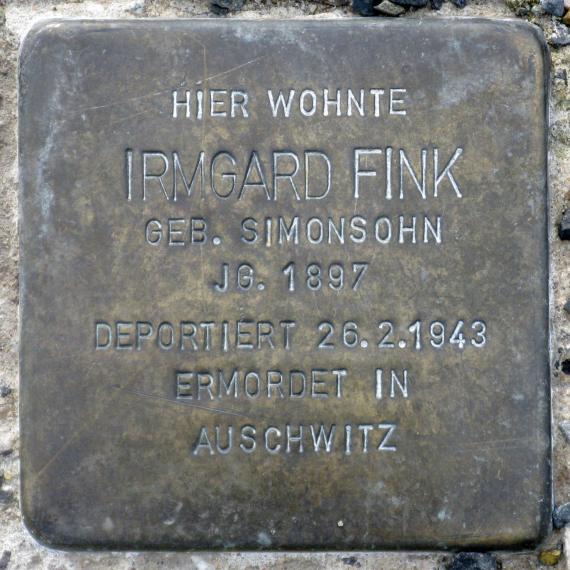 HIER WOHNTE
IRMGARD FINK
GEB. SIMONSOHN
JG. 1897
DEPORTIERT 26.2.1943
ERMORDET IN
AUSCHWITZ